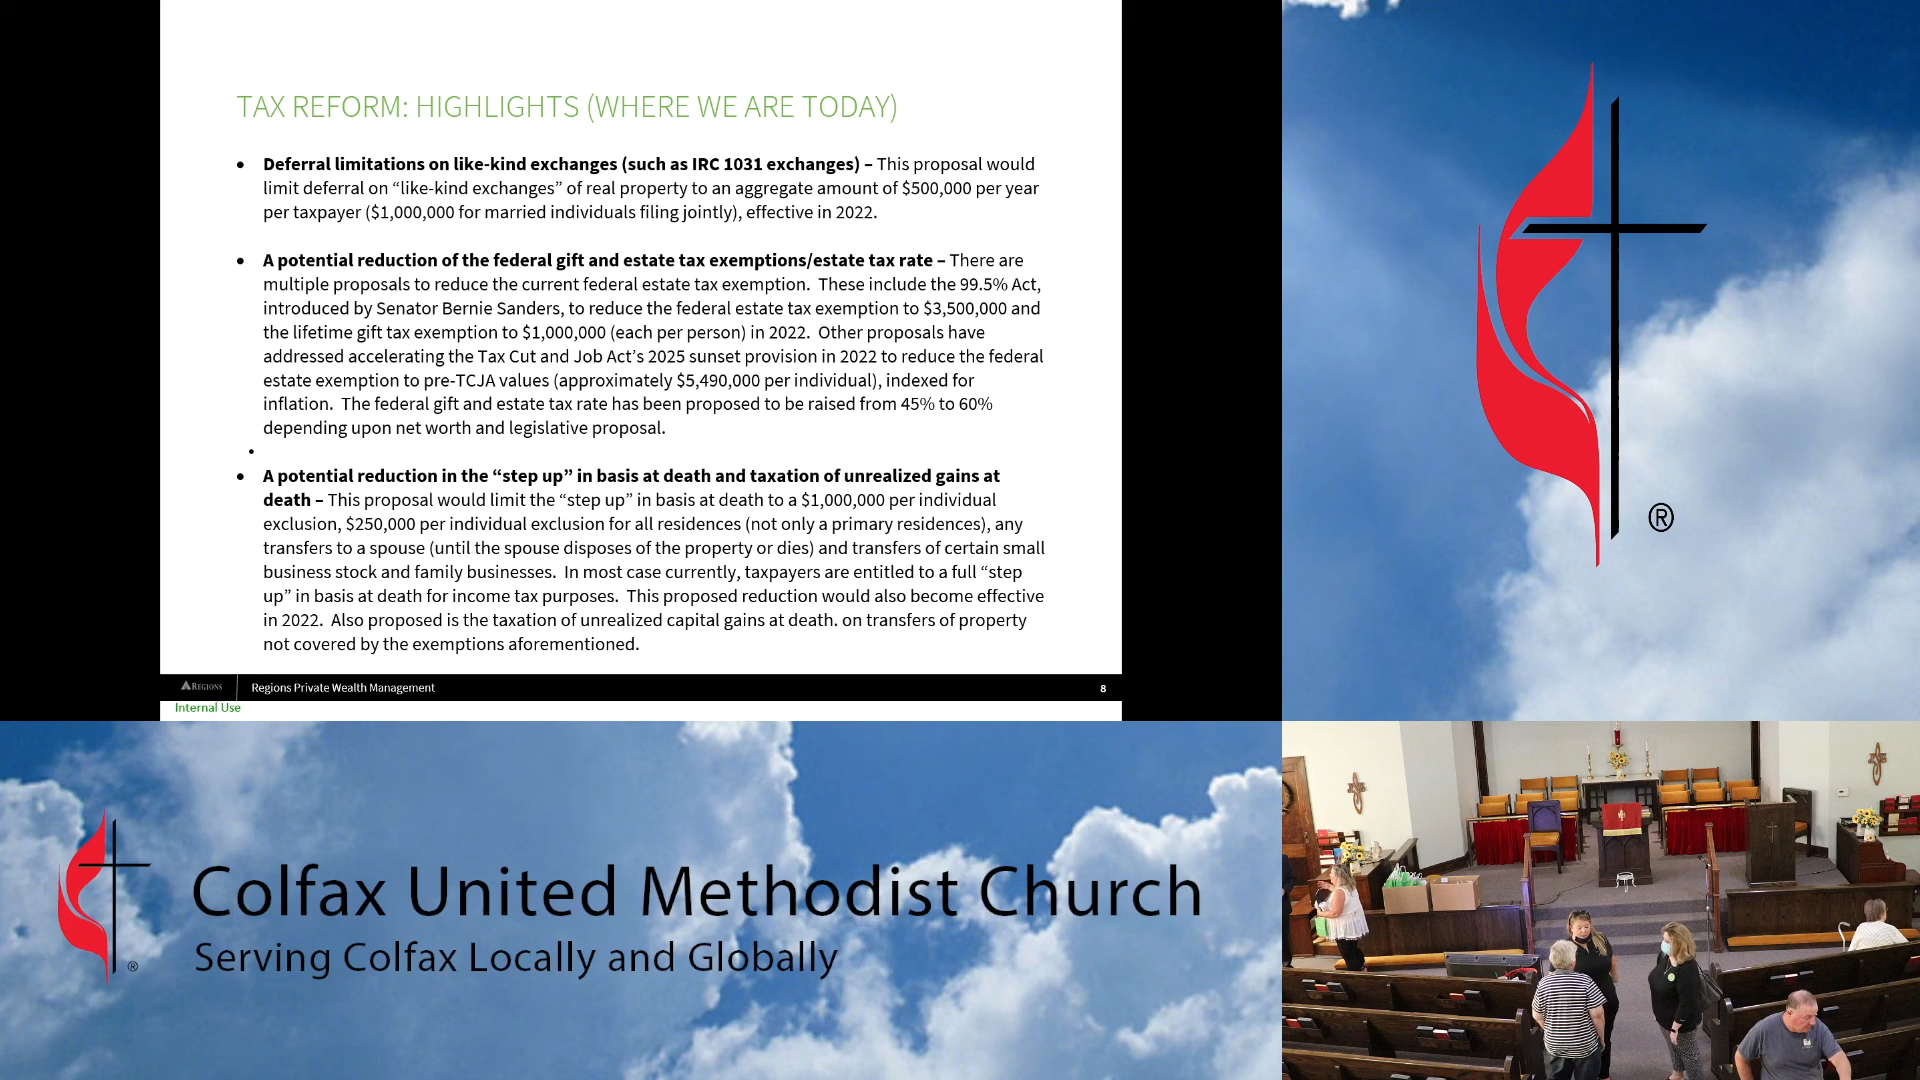 TAX REFORM: HIGHLIGHTS (WHERE WE ARE TODAY)
• Deferral limitations on like-kind exchanges (such as IRC 1031 exchanges) – This proposal would
limit deferral on “like-kind exchanges” of real property to an aggregate amount of $500,000 per year
per taxpayer ($1,000,000 for married individuals filing jointly), effective in 2022.
• A potential reduction of the federal gift and estate tax exemptions/estate tax rate – There are
multiple proposals to reduce the current federal estate tax exemption.  These include the 99.5% Act,
introduced by Senator Bernie Sanders, to reduce the federal estate tax exemption to $3,500,000 and
the lifetime gift tax exemption to $1,000,000 (each per person) in 2022.  Other proposals have
addressed accelerating the Tax Cut and Job Act’s 2025 sunset provision in 2022 to reduce the federal
estate exemption to pre-TCJA values (approximately $5,490,000 per individual), indexed for
inflation.  The federal gift and estate tax rate has been proposed to be raised from 45% to 60%
depending upon net worth and legislative proposal.
•
• A potential reduction in the “step up” in basis at death and taxation of unrealized gains at
death – This proposal would limit the “step up” in basis at death to a $1,000,000 per individual
exclusion, $250,000 per individual exclusion for all residences (not only a primary residences), any
transfers to a spouse (until the spouse disposes of the property or dies) and transfers of certain small
business stock and family businesses.  In most case currently, taxpayers are entitled to a full “step
up” in basis at death for income tax purposes.  This proposed reduction would also become effective
in 2022.  Also proposed is the taxation of unrealized capital gains at death. on transfers of property
not covered by the exemptions aforementioned.
REGIONS
Regions Private Wealth Management
8
Internal Use
®
Colfax United Methodist Church
Serving Colfax Locally and Globally
®